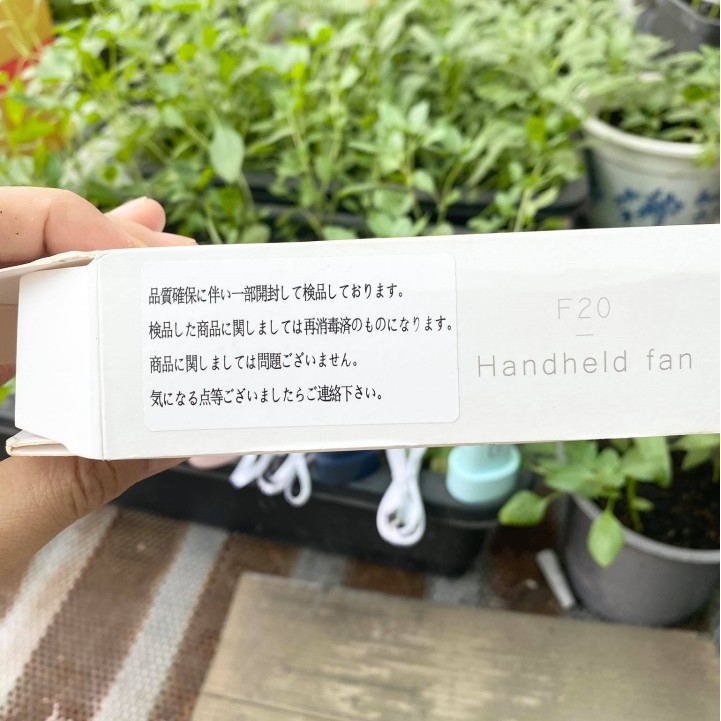 品質確保に伴い一部開封して検品しております。
検品した商品に関しましては再消毒済のものになります。
商品に関しましては問題ございません。
気になる点等ございましたらご連絡下さい。
F20
Handheld fan